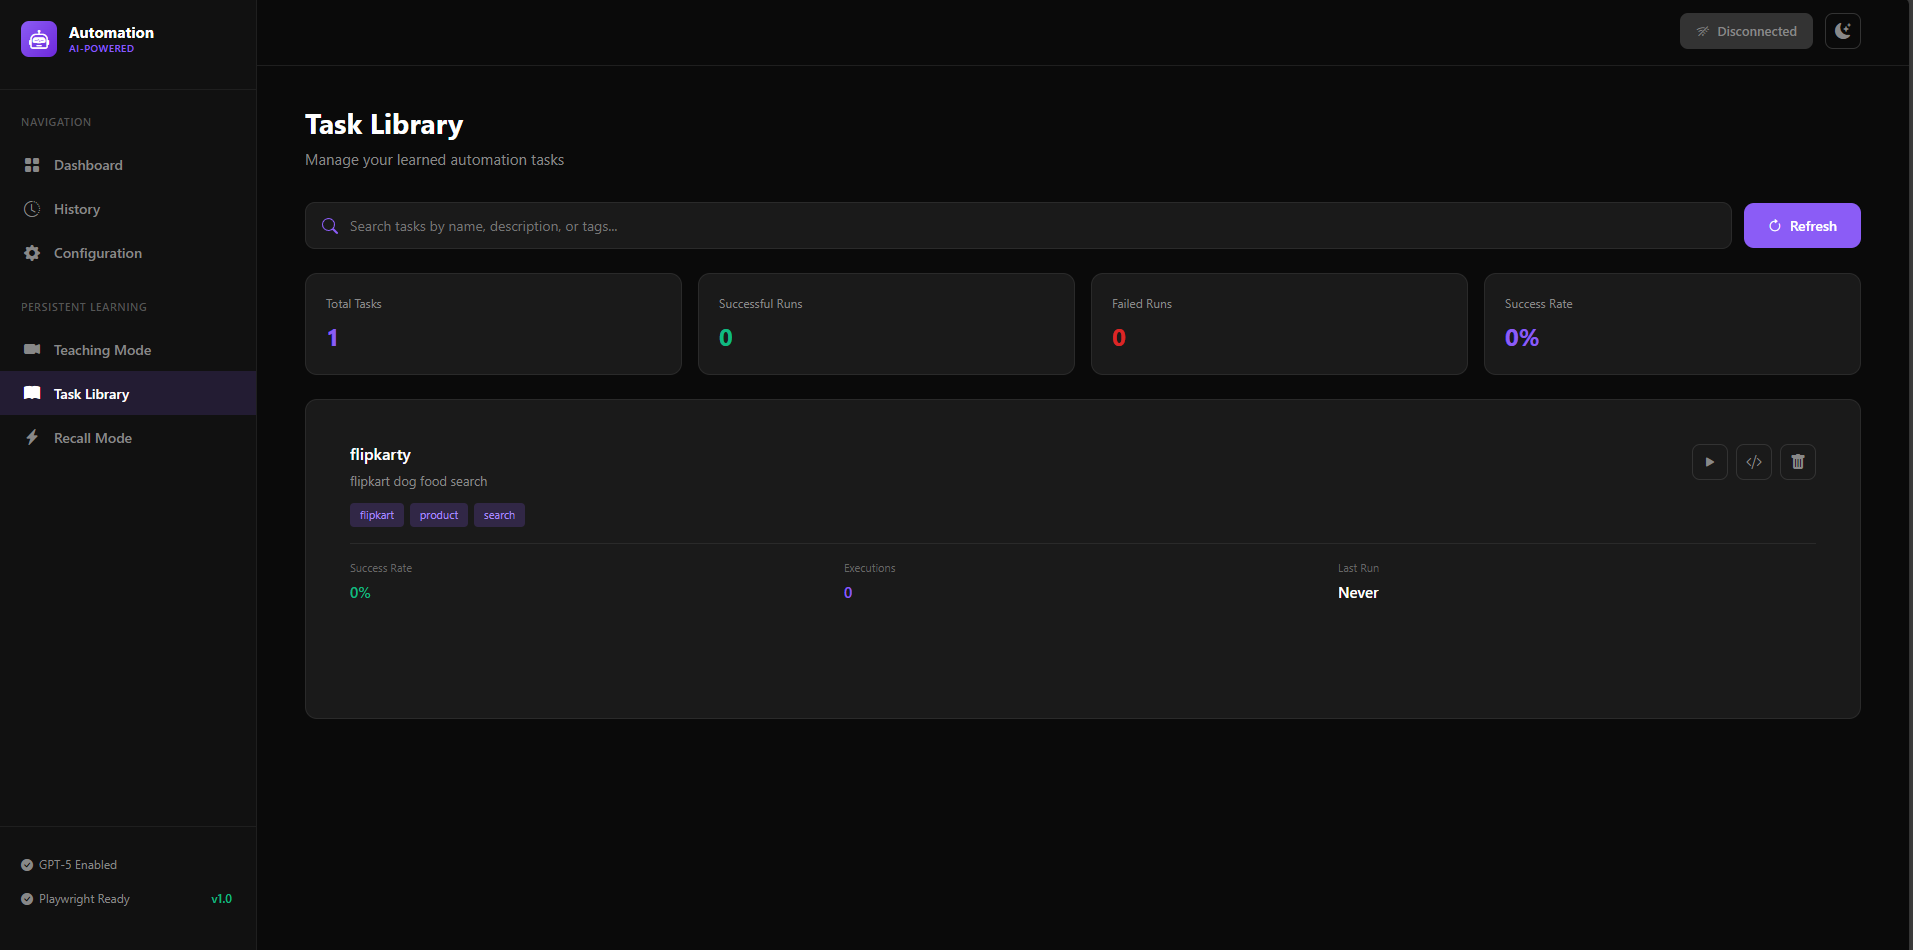 Automation
AI-POWERED
Disconnected
NAVIGATION
Dashboard
History
Configuration
PERSISTENT LEARNING
Teaching Mode
Task Library
Recall Mode
GPT-5 Enabled
Playwright Ready v1.0
Task Library
Manage your learned automation tasks
Search tasks by name, description, or tags...
Refresh
Total Tasks
1
Successful Runs
0
Failed Runs
0
Success Rate
0%
flipkarty
flipkart dog food search
flipkart product search
Success Rate
0%
Executions
0
Last Run
Never